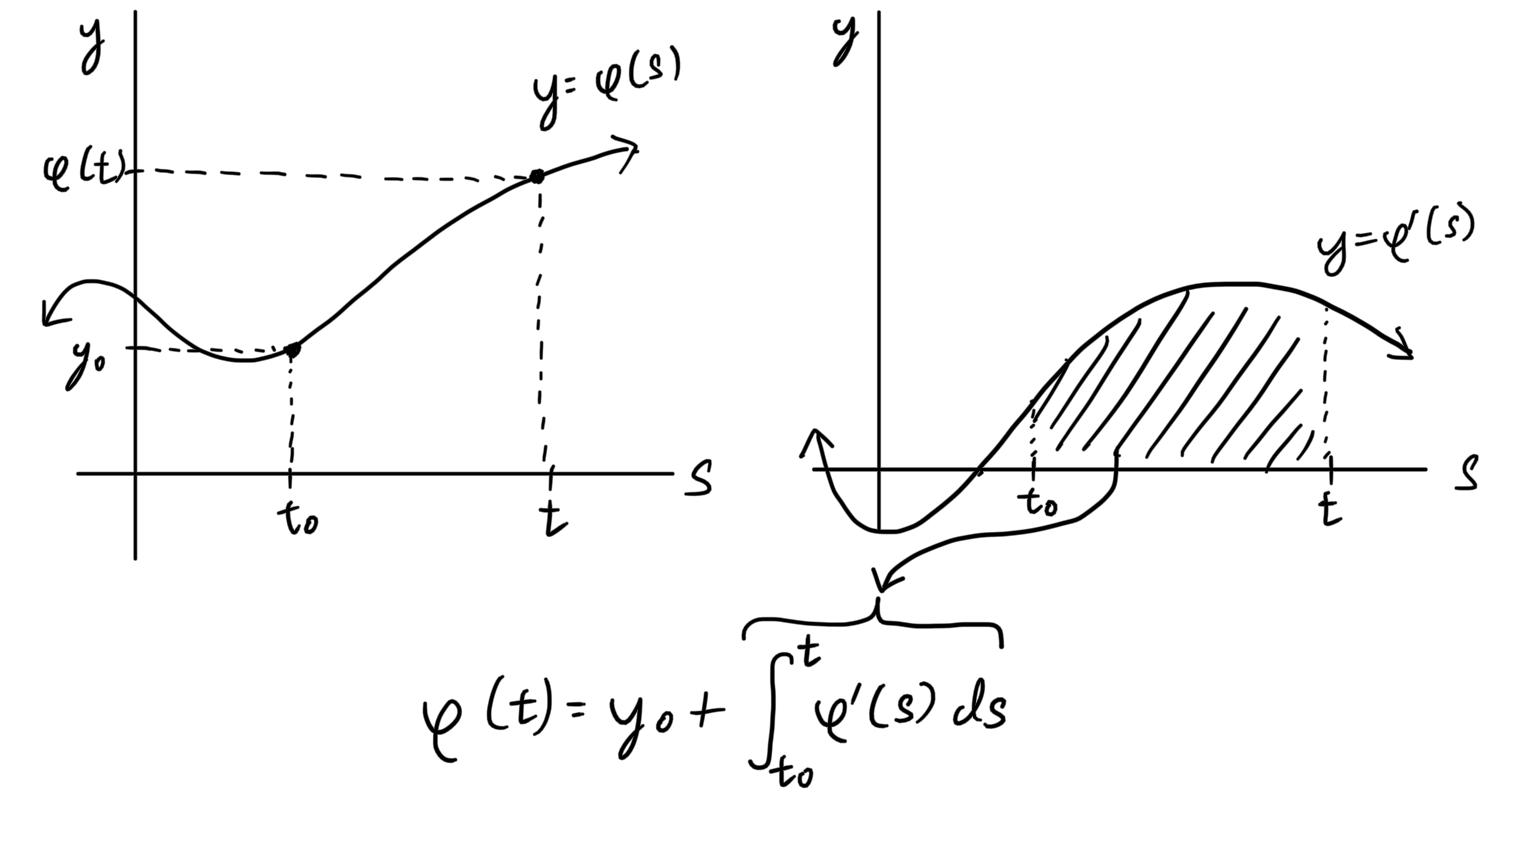 y
y = φ(s)
φ(t)
y₀
t₀
t
s
y
y = φ'(s)
t₀
t
s
φ(t) = y₀ + ∫_{t₀}^{t} φ'(s) ds